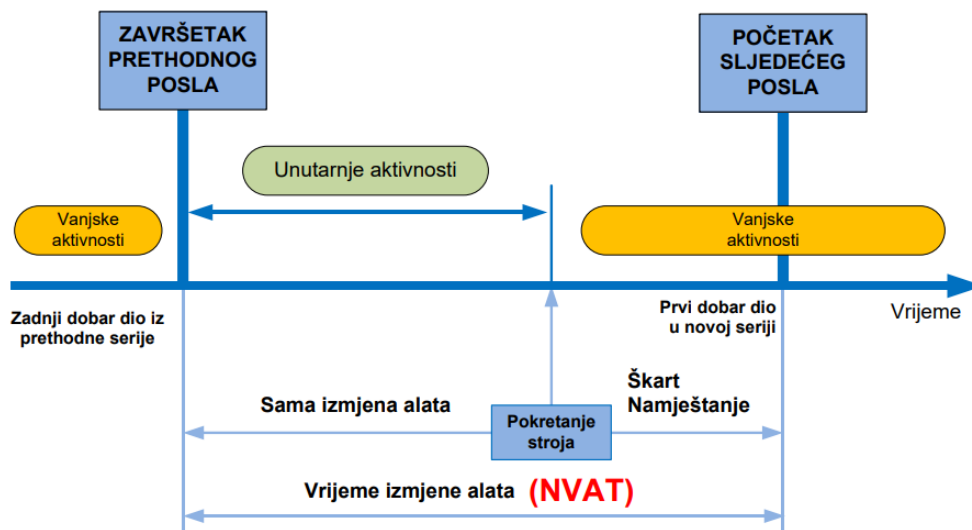 ZAVRŠETAK
PRETHODNOG
POSLA
POČETAK
SLJEDEĆEG
POSLA
Unutarnje aktivnosti
Vanjske
aktivnosti
Vanjske
aktivnosti
Zadnji dobar dio iz
prethodne serije
Prvi dobar dio
u novoj seriji
Vrijeme
Sama izmjena alata
Pokretanje
stroja
Škart
Namještanje
Vrijeme izmjene alata (NVAT)